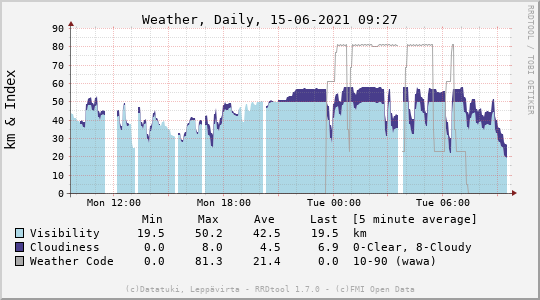 Weather, Daily, 15-06-2021 09:27
RRDTOOL / TOBI OETIKER
km & Index
90
80
70
60
50
40
30
20
10
0
Mon 12:00 Mon 18:00 Tue 00:00 Tue 06:00
Min Max Ave Last [5 minute average]
Visibility 19.5 50.2 42.5 19.5 km
Cloudiness 0.0 8.0 4.5 6.9 0-Clear, 8-Cloudy
Weather Code 0.0 81.3 21.4 0.0 10-90 (wawa)
(c)Datatuki, Leppävirta - RRDtool 1.7.0 - (c)FMI Open Data